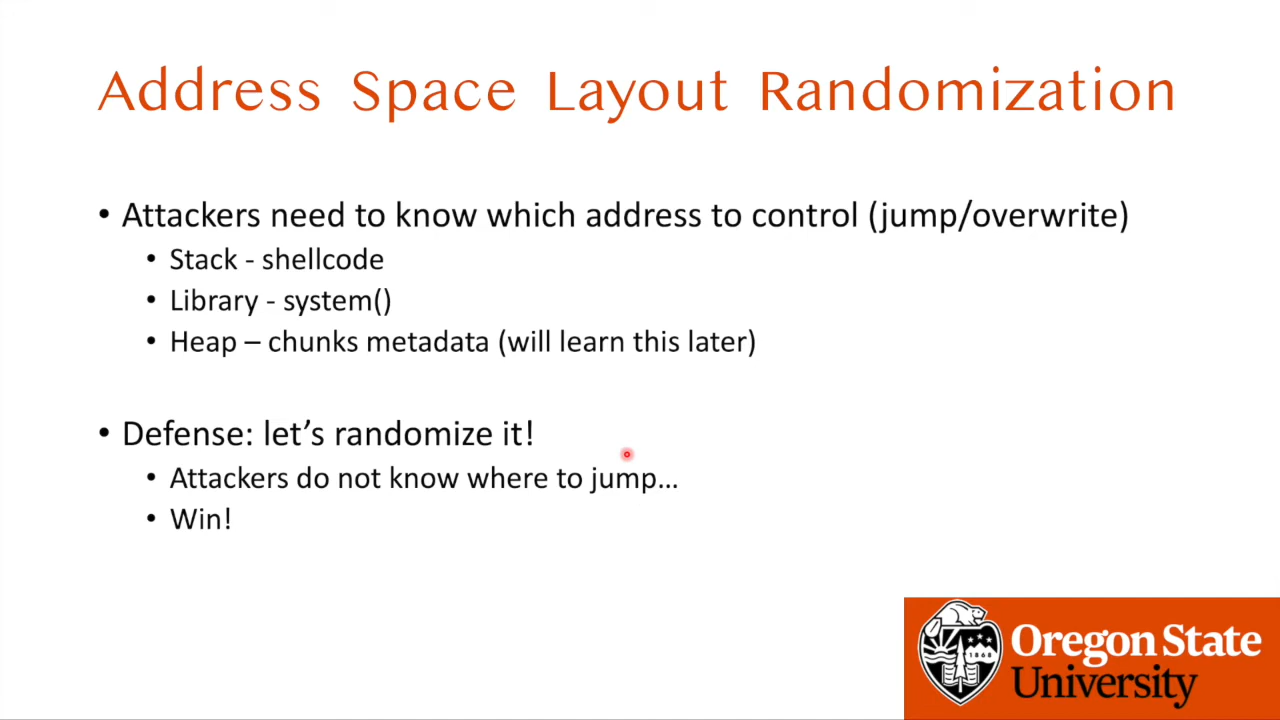 Address Space Layout Randomization
• Attackers need to know which address to control (jump/overwrite)
• Stack - shellcode
• Library - system()
• Heap – chunks metadata (will learn this later)
• Defense: let’s randomize it!
• Attackers do not know where to jump…
• Win!
1868
Oregon State
University